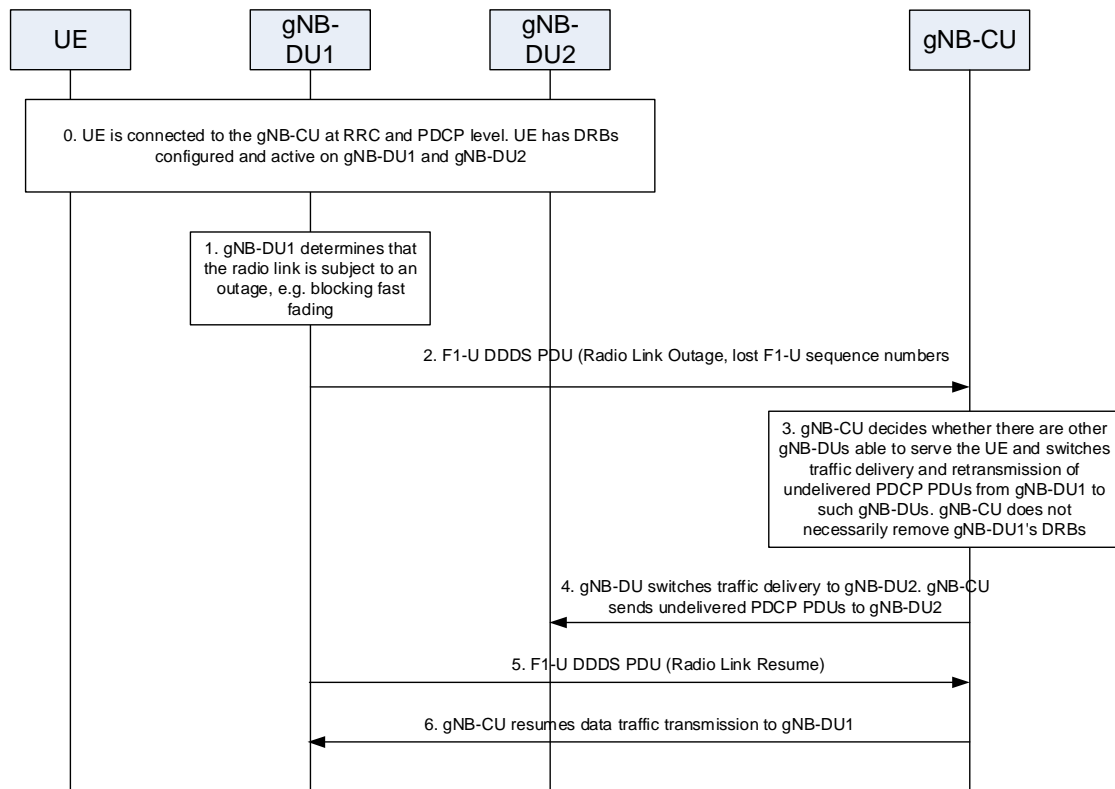 UE
gNB-
DU1
gNB-
DU2
gNB-CU
0. UE is connected to the gNB-CU at RRC and PDCP level. UE has DRBs
configured and active on gNB-DU1 and gNB-DU2
1. gNB-DU1 determines that
the radio link is subject to an
outage, e.g. blocking fast
fading
2. F1-U DDDS PDU (Radio Link Outage, lost F1-U sequence numbers
3. gNB-CU decides whether there are other
gNB-DUs able to serve the UE and switches
traffic delivery and retransmission of
undelivered PDCP PDUs from gNB-DU1 to
such gNB-DUs. gNB-CU does not
necessarily remove gNB-DU1's DRBs
4. gNB-DU switches traffic delivery to gNB-DU2. gNB-CU
sends undelivered PDCP PDUs to gNB-DU2
5. F1-U DDDS PDU (Radio Link Resume)
6. gNB-CU resumes data traffic transmission to gNB-DU1